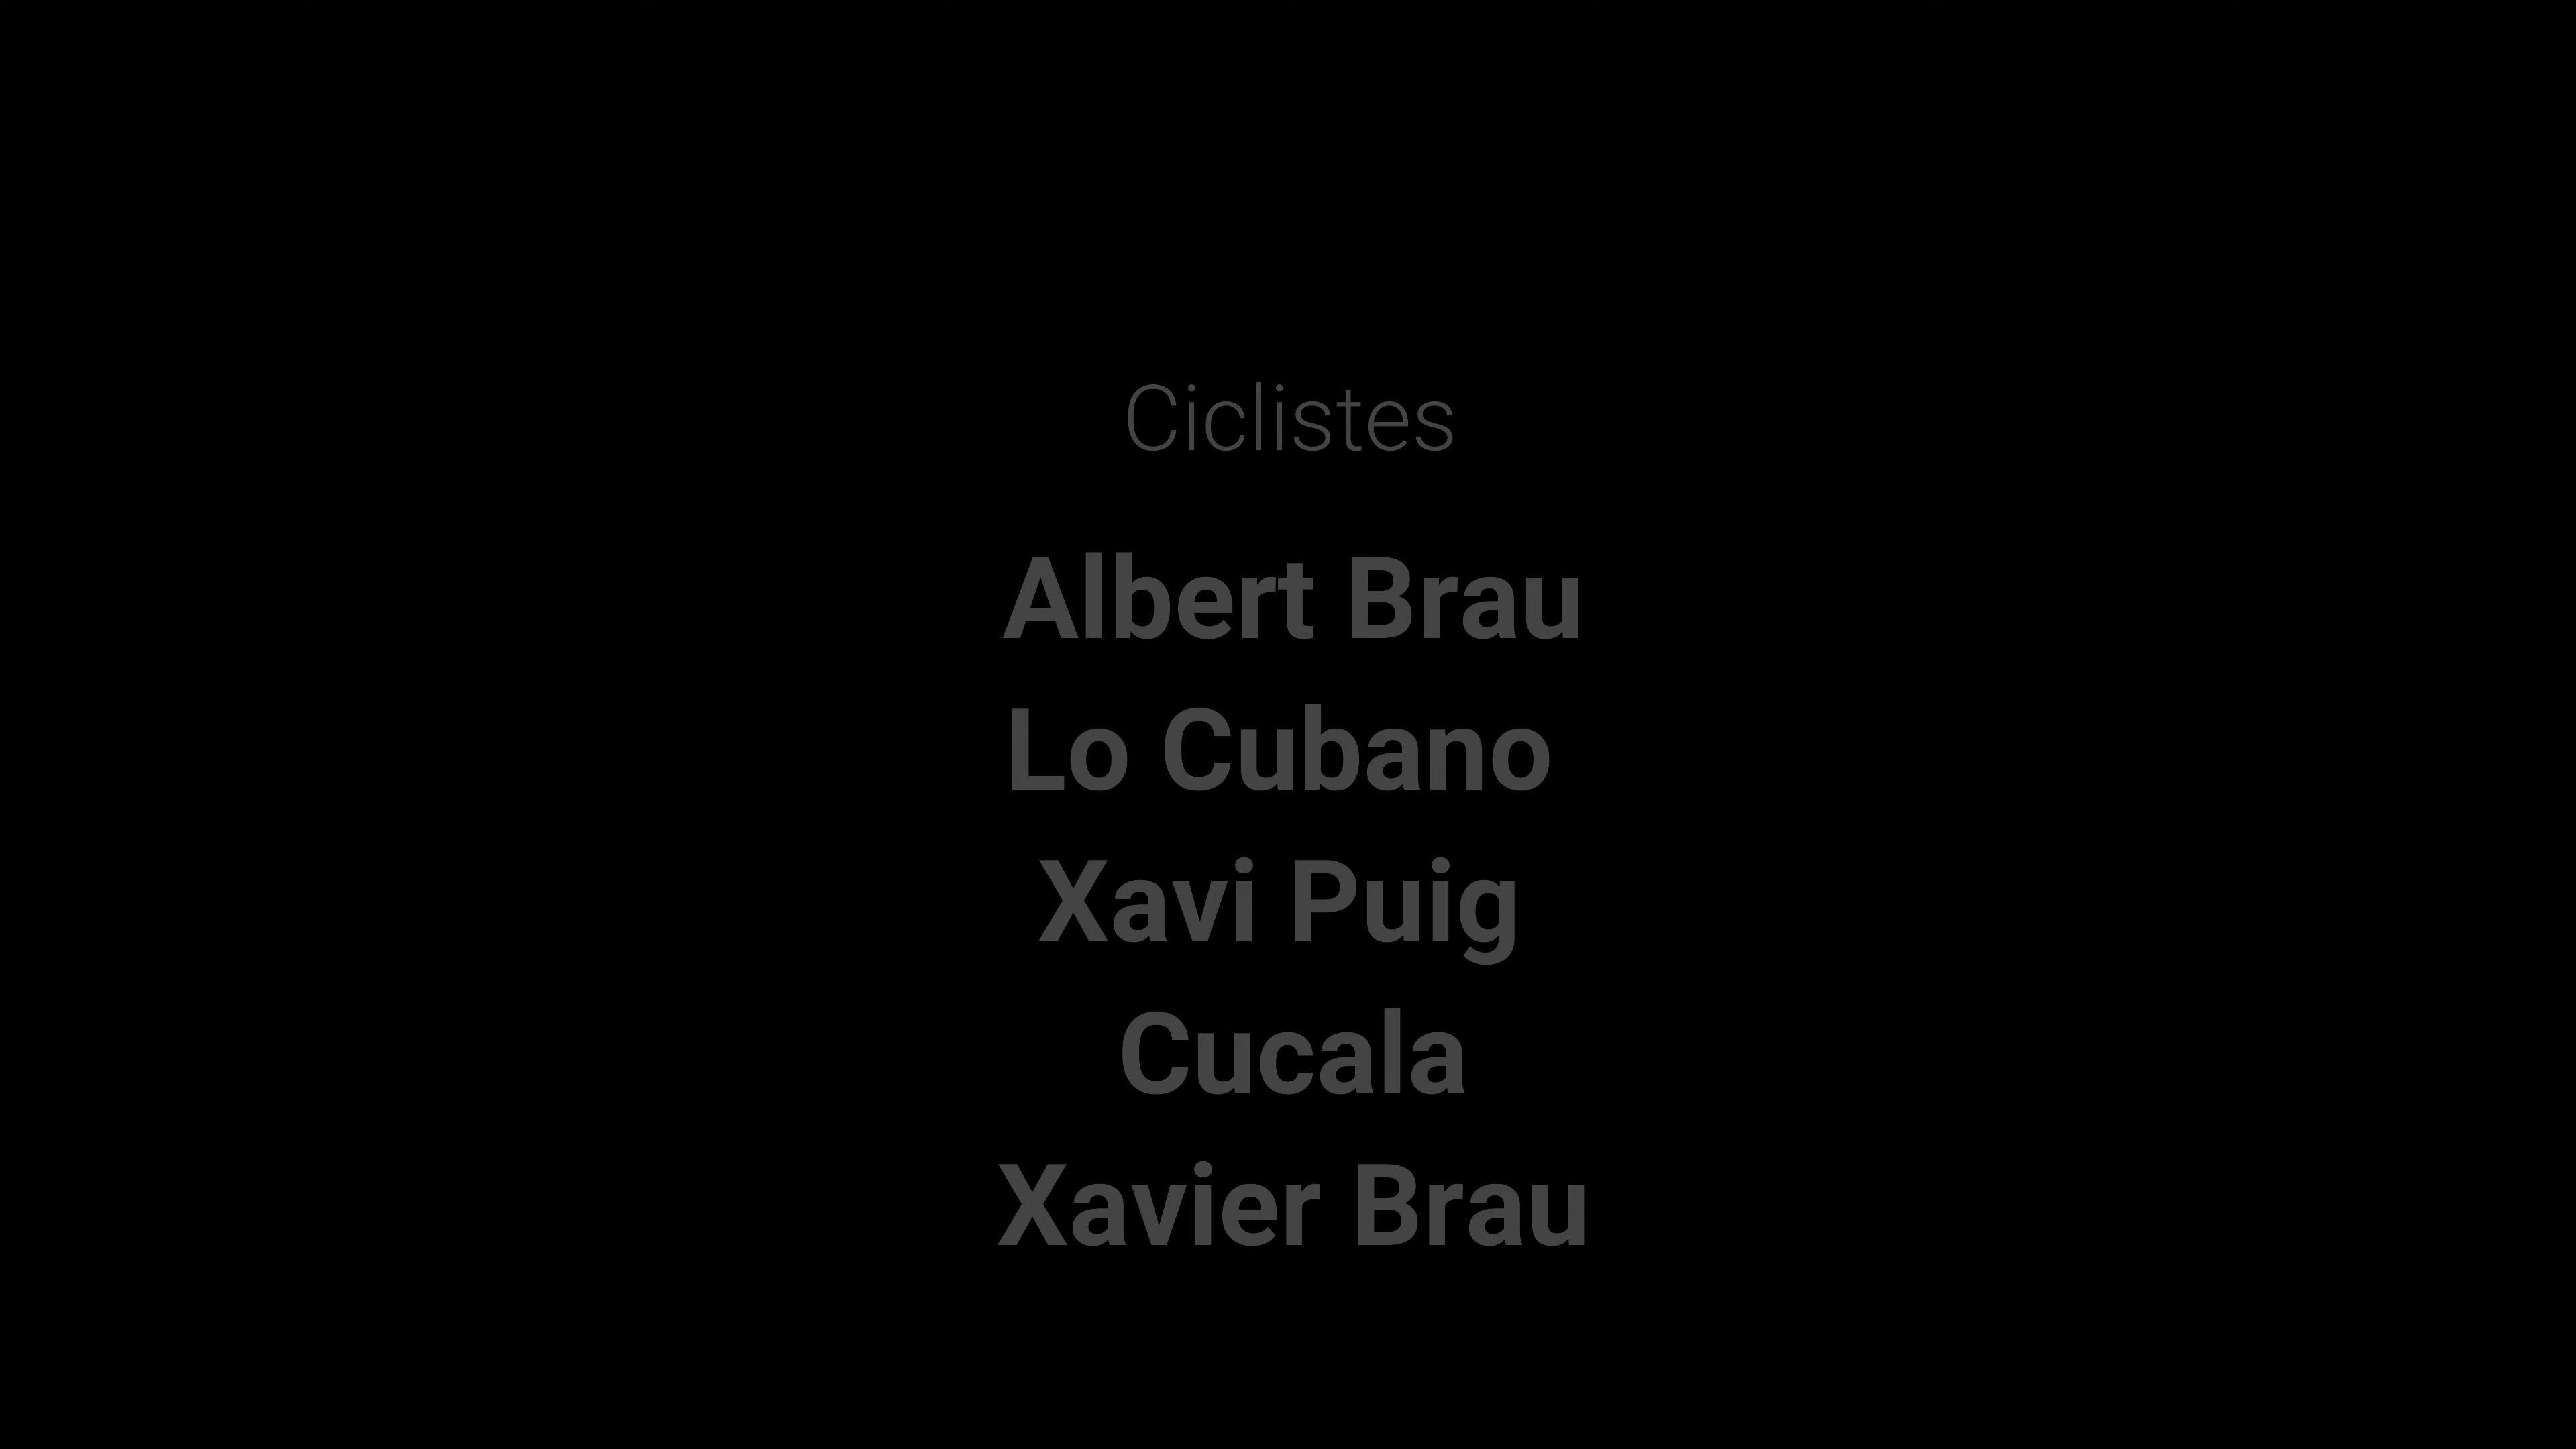 Ciclistes
Albert Brau
Lo Cubano
Xavi Puig
Cucala
Xavier Brau